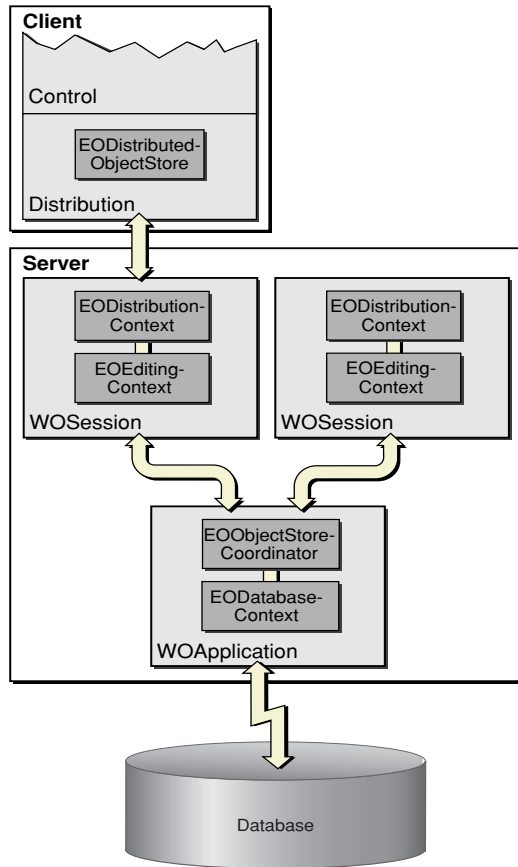 Client
Control
EODistributed-
ObjectStore
Distribution
Server
EODistribution-
Context
EOEditing-
Context
WOSession
EODistribution-
Context
EOEditing-
Context
WOSession
EOObjectStore-
Coordinator
EODatabase-
Context
WOApplication
Database